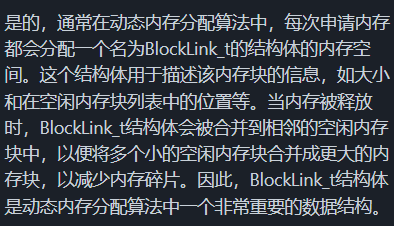 是的，通常在动态内存分配算法中，每次申请内存
都会分配一个名为BlockLink_t的结构体的内存空
间。这个结构体用于描述该内存块的信息，如大小
和在空闲内存块列表中的位置等。当内存被释放
时，BlockLink_t结构体会被合并到相邻的空闲内存
块中，以便将多个小的空闲内存块合并成更大的内
存块，以减少内存碎片。因此，BlockLink_t结构体
是动态内存分配算法中一个非常重要的数据结构。